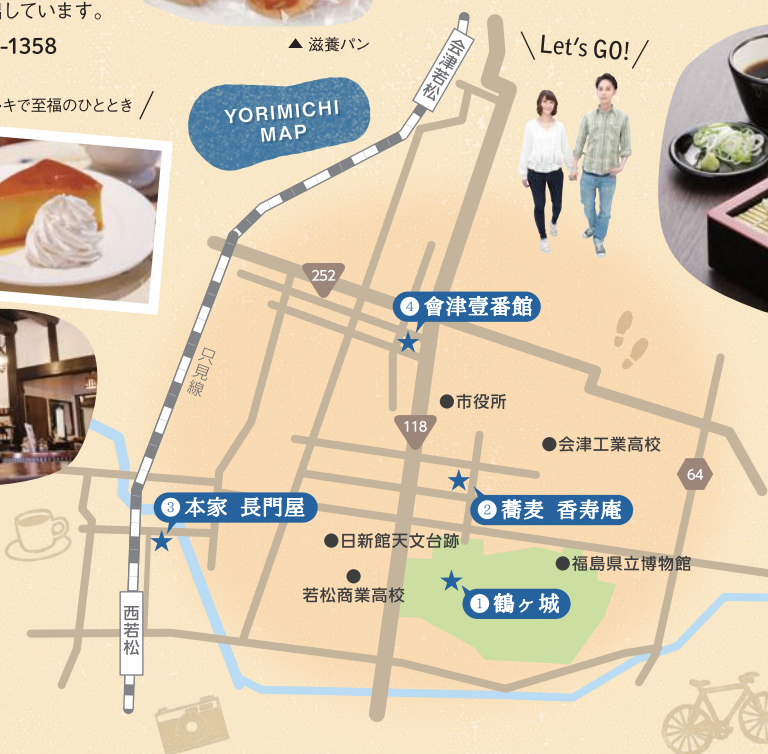 しています。
-1358
▲ 滋養パン
キで至福のひととき
YORIMICHI
MAP
Let's GO!
会津若松
252
④ 會津壹番館
只見線
●市役所
118
●会津工業高校
64
③ 本家 長門屋
② 蕎麦 香寿庵
●日新館天文台跡
●福島県立博物館
若松商業高校
① 鶴ヶ城
西若松